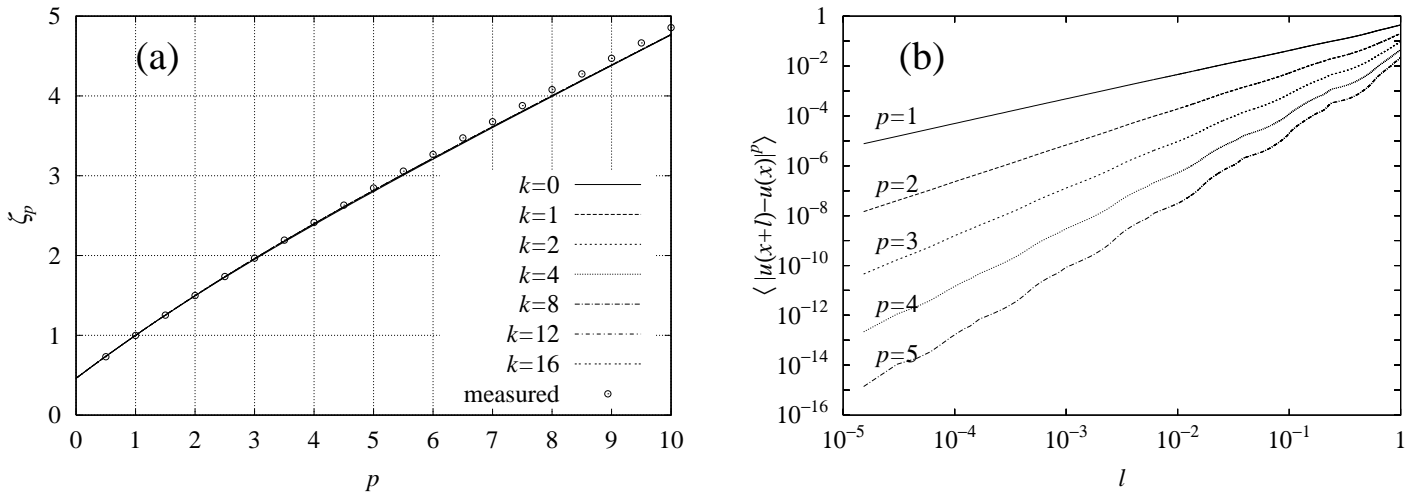 (a)
5
4
3
2
1
0
ζp
k=0
k=1
k=2
k=4
k=8
k=12
k=16
measured
0 1 2 3 4 5 6 7 8 9 10
p
(b)
1
10⁻²
10⁻⁴
10⁻⁶
10⁻⁸
10⁻¹⁰
10⁻¹²
10⁻¹⁴
10⁻¹⁶
⟨ |u(x+l)−u(x)|ᵖ⟩
p=1
p=2
p=3
p=4
p=5
10⁻⁵ 10⁻⁴ 10⁻³ 10⁻² 10⁻¹ 1
l